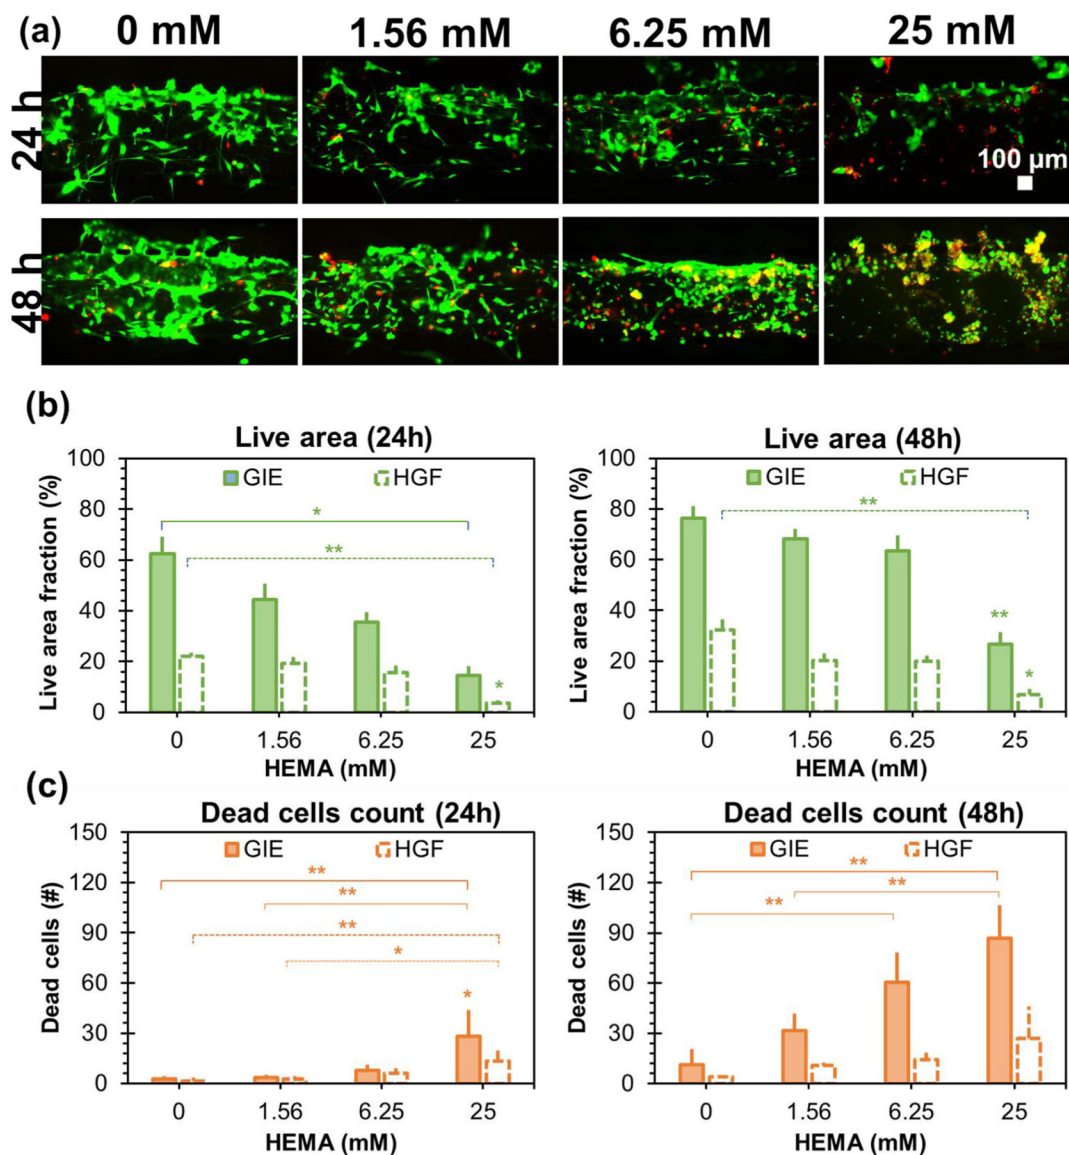 (a) 0 mM 1.56 mM 6.25 mM 25 mM
24 h
100 µm
48 h
(b)
Live area (24h) Live area (48h)
100 GIE HGF 100 GIE HGF
80 * 80 **
60 ** 60
40 40 **
20 * 20 *
0 0
0 1.56 6.25 25 0 1.56 6.25 25
Live area fraction (%) Live area fraction (%)
HEMA (mM) HEMA (mM)
(c)
Dead cells count (24h) Dead cells count (48h)
150 GIE HGF 150 GIE HGF
120 ** 120 **
** **
90 ** 90 **
60 * 60
30 * 30
0 0
0 1.56 6.25 25 0 1.56 6.25 25
Dead cells (#) Dead cells (#)
HEMA (mM) HEMA (mM)